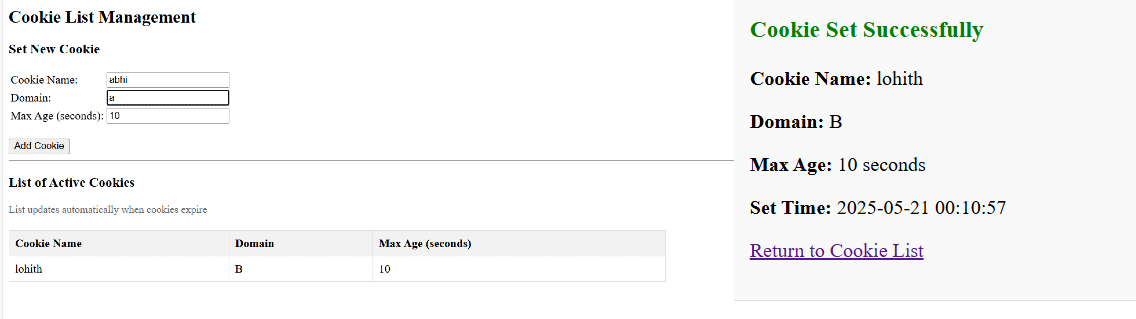 Cookie List Management
Set New Cookie
Cookie Name: abhi
Domain: a
Max Age (seconds): 10
Add Cookie
List of Active Cookies
List updates automatically when cookies expire
Cookie Name Domain Max Age (seconds)
lohith B 10
Cookie Set Successfully
Cookie Name: lohith
Domain: B
Max Age: 10 seconds
Set Time: 2025-05-21 00:10:57
Return to Cookie List